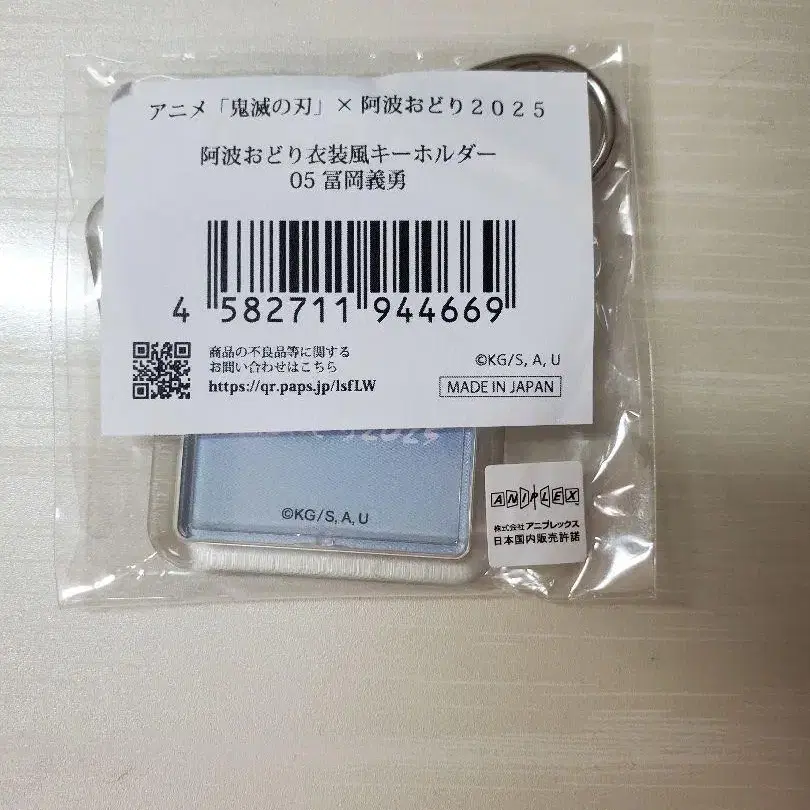 アニメ「鬼滅の刃」×阿波おどり2025
阿波おどり衣装風キーホルダー
05 冨岡義勇
4 582711 944669
商品の不良品等に関する
お問い合わせはこちら
https://qr.paps.jp/lsfLW
©KG/S, A, U
MADE IN JAPAN
2025
©KG/S, A, U
ANIPLEX
株式会社アニプレックス
日本国内販売許諾